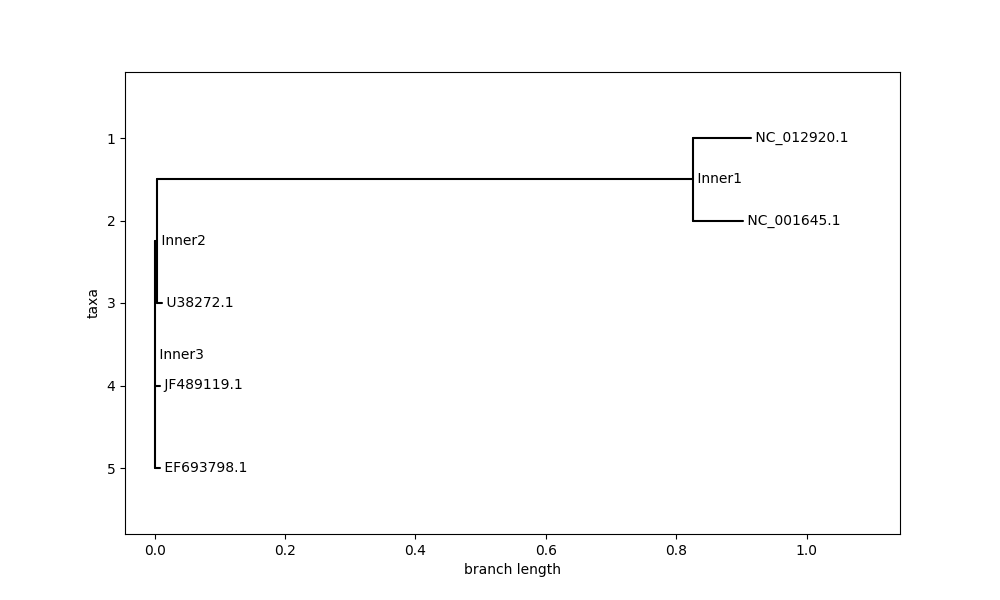 1
NC_012920.1
Inner1
2
NC_001645.1
Inner2
taxa
3
U38272.1
Inner3
4
JF489119.1
5
EF693798.1
0.0
0.2
0.4
0.6
0.8
1.0
branch length